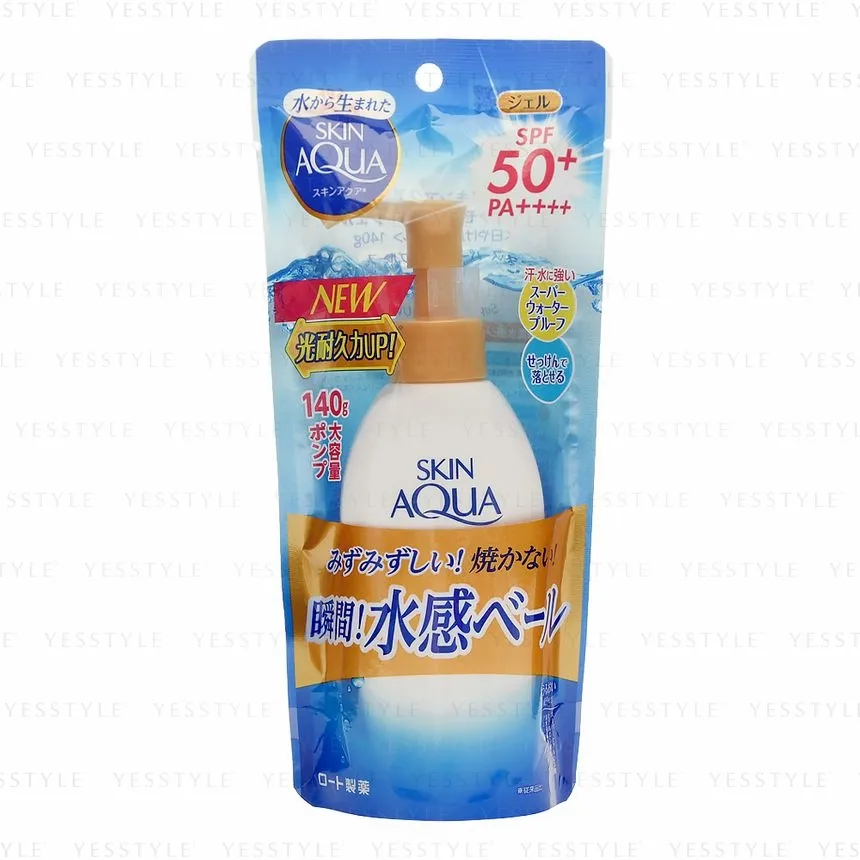 水から生まれた
SKIN
AQUA
スキンアクア*
ジェル
SPF
50+
PA++++
汗・水に強い
スーパー
ウォーター
プルーフ
せっけんで
落とせる
NEW
光耐久力UP!
140g
大容量
ポンプ
SKIN
AQUA
みずみずしい!焼かない!
瞬間!水感ベール
ロート製薬
YESSTYLE